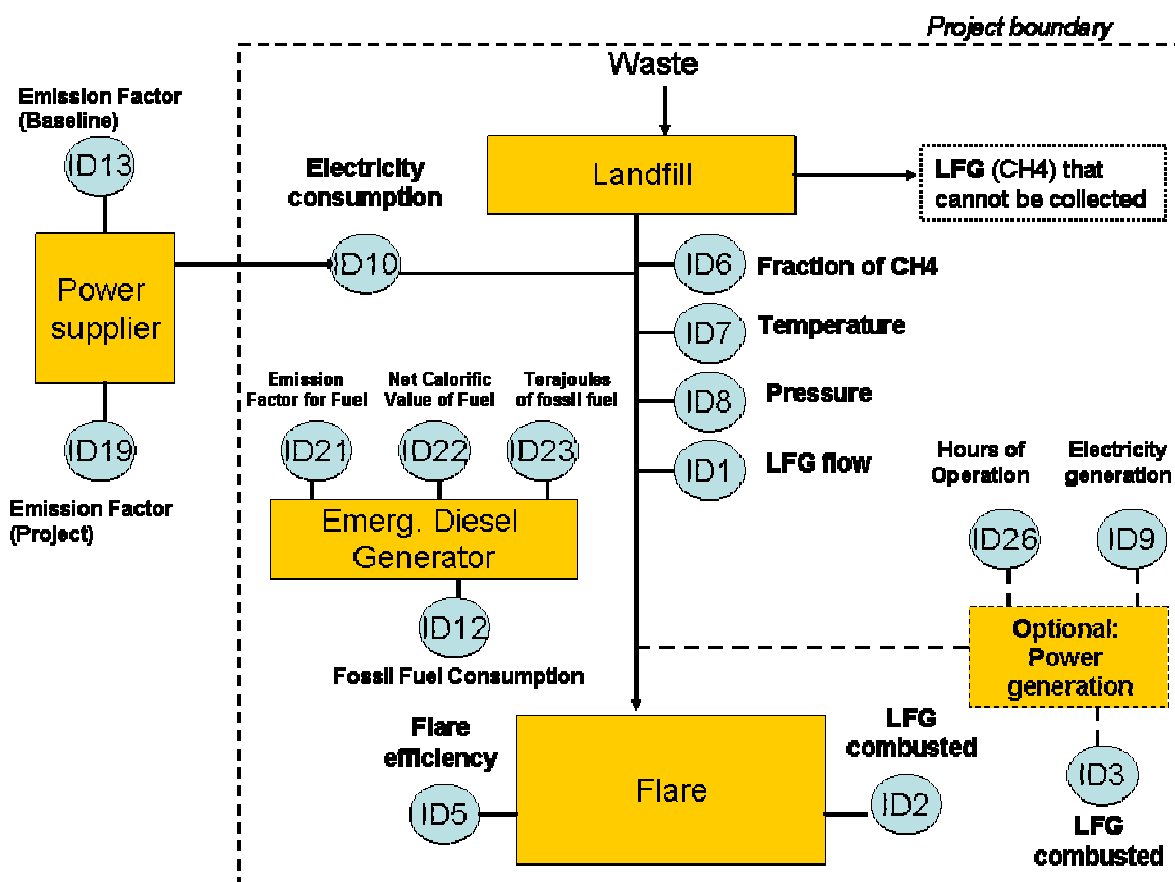 Project boundary
Waste
Emission Factor
(Baseline)
ID13
Electricity
consumption
Landfill
LFG (CH4) that
cannot be collected
ID10
ID6
Fraction of CH4
Power
supplier
ID7
Temperature
Emission
Factor for Fuel
Net Calorific
Value of Fuel
Terajoules
of fossil fuel
ID8
Pressure
ID19
ID21
ID22
ID23
ID1
LFG flow
Hours of
Operation
Electricity
generation
Emission Factor
(Project)
Emerg. Diesel
Generator
ID26
ID9
ID12
Fossil Fuel Consumption
Optional:
Power
generation
Flare
efficiency
LFG
combusted
ID5
Flare
ID2
ID3
LFG
combusted